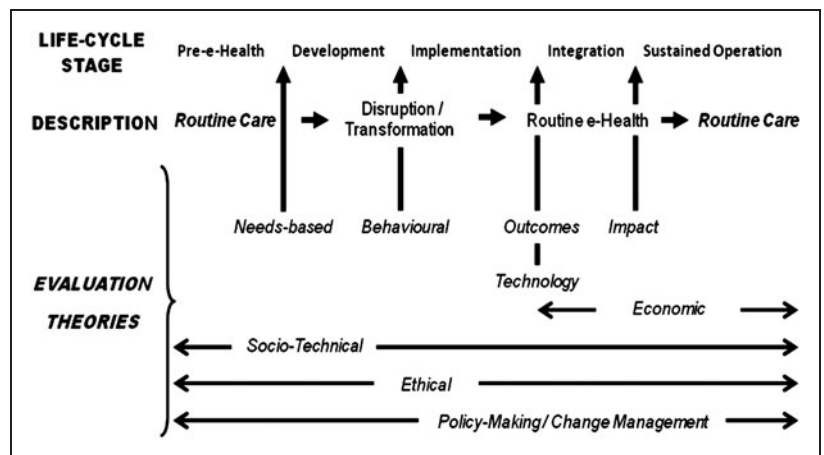 LIFE-CYCLE STAGE
Pre-e-Health Development Implementation Integration Sustained Operation
DESCRIPTION
Routine Care
Disruption /
Transformation
Routine e-Health
Routine Care
Needs-based Behavioural Outcomes Impact
Technology
EVALUATION
THEORIES
Economic
Socio-Technical
Ethical
Policy-Making/ Change Management